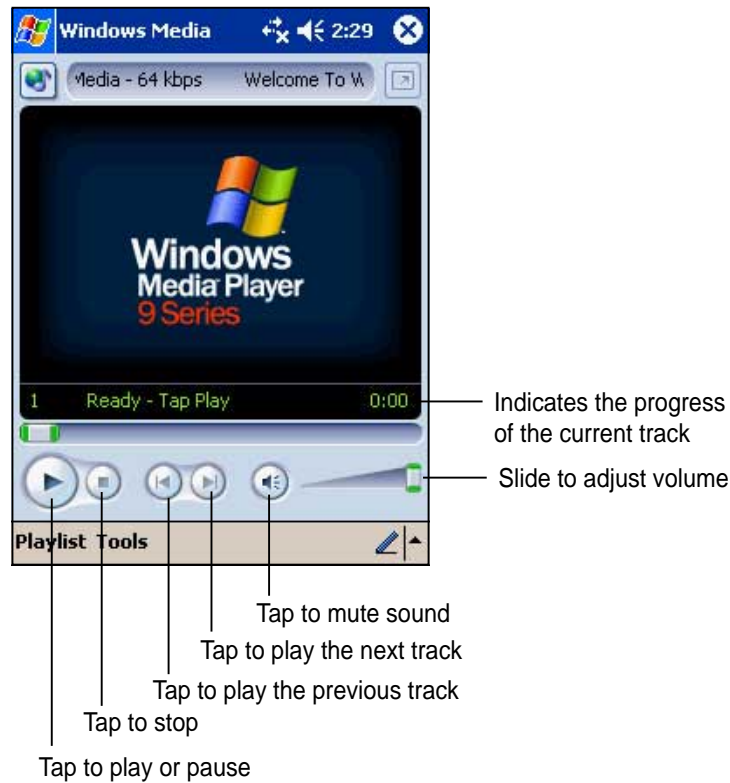 Windows Media 2:29
Media - 64 kbps Welcome To W
Windows
Media Player
9 Series
1 Ready - Tap Play 0:00
Indicates the progress
of the current track
Slide to adjust volume
Playlist Tools
Tap to mute sound
Tap to play the next track
Tap to play the previous track
Tap to stop
Tap to play or pause